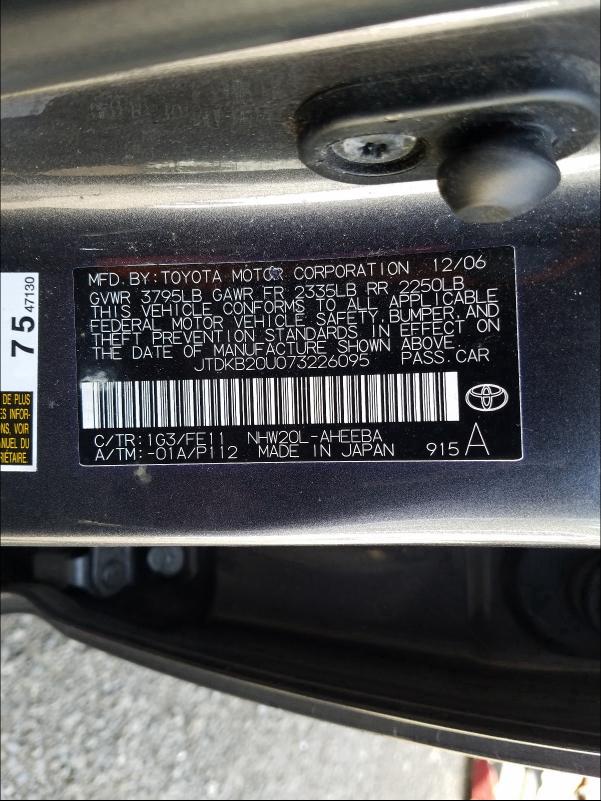 MFD. BY: TOYOTA MOTOR CORPORATION 12/06
GVWR 3795LB GAWR FR 2335LB RR 2250LB
THIS VEHICLE CONFORMS TO ALL APPLICABLE
FEDERAL MOTOR VEHICLE SAFETY, BUMPER, AND
THEFT PREVENTION STANDARDS IN EFFECT ON
THE DATE OF MANUFACTURE SHOWN ABOVE.
JTDKB20U073226095 PASS. CAR
C/TR: 1G3/FE11 NHW20L-AHEEBA
A/TM: -01A/P112 MADE IN JAPAN 915 A
75 47130
DE PLUS
ES INFOR-
Z VOIR
NUEL DU
RIÉTAIRE.